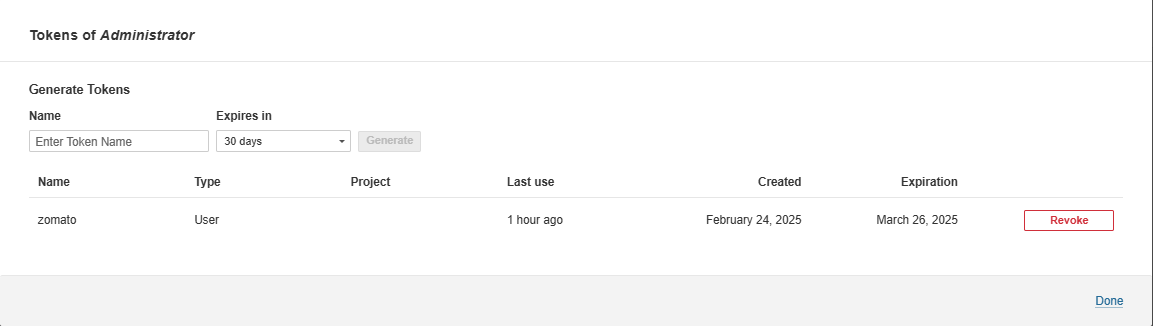 Tokens of Administrator
Generate Tokens
Name Expires in
Enter Token Name 30 days Generate
Name Type Project Last use Created Expiration
zomato User 1 hour ago February 24, 2025 March 26, 2025 Revoke
Done